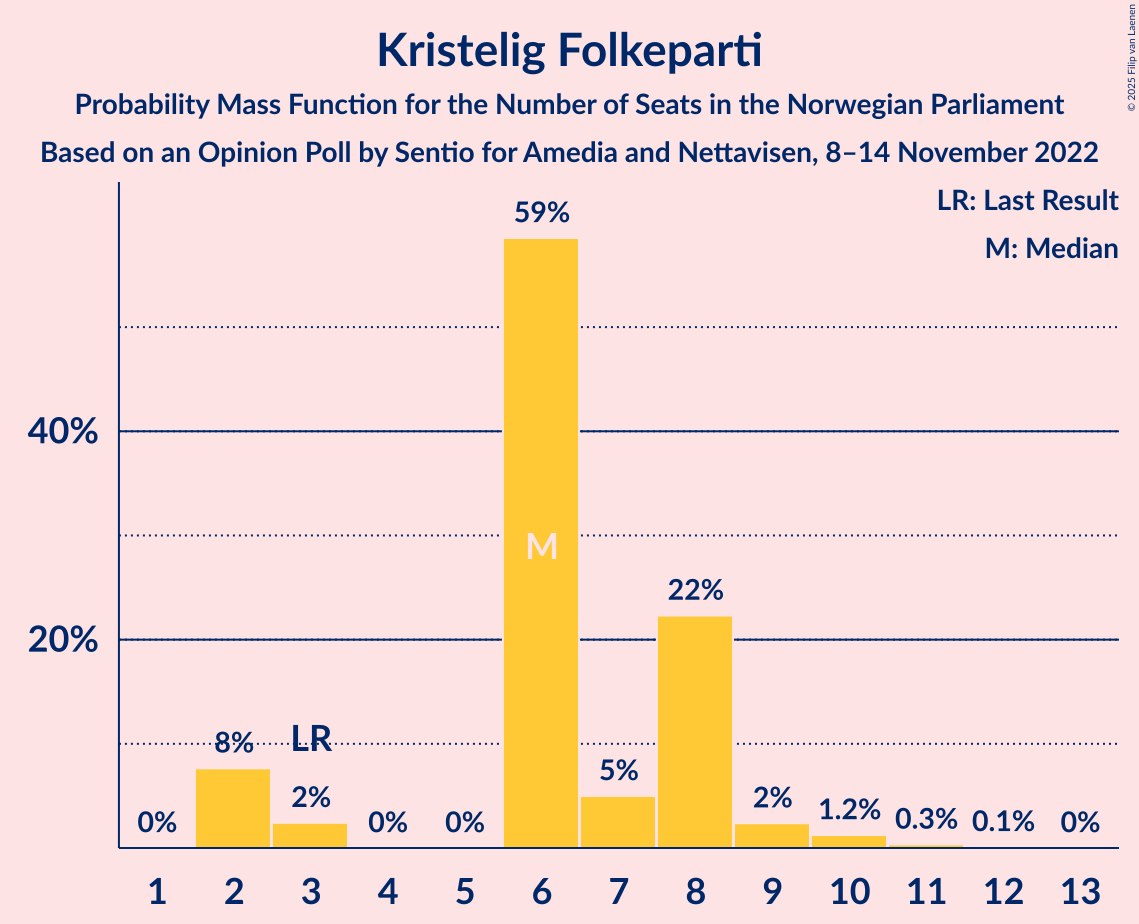 Kristelig Folkeparti
Probability Mass Function for the Number of Seats in the Norwegian Parliament
Based on an Opinion Poll by Sentio for Amedia and Nettavisen, 8–14 November 2022
© 2025 Filip van Laenen
LR: Last Result
M: Median
59%
40%
M
22%
20%
8%
LR
5%
2%
2%
1.2%
0.3%
0.1%
0%
0%
0%
0%
1 2 3 4 5 6 7 8 9 10 11 12 13